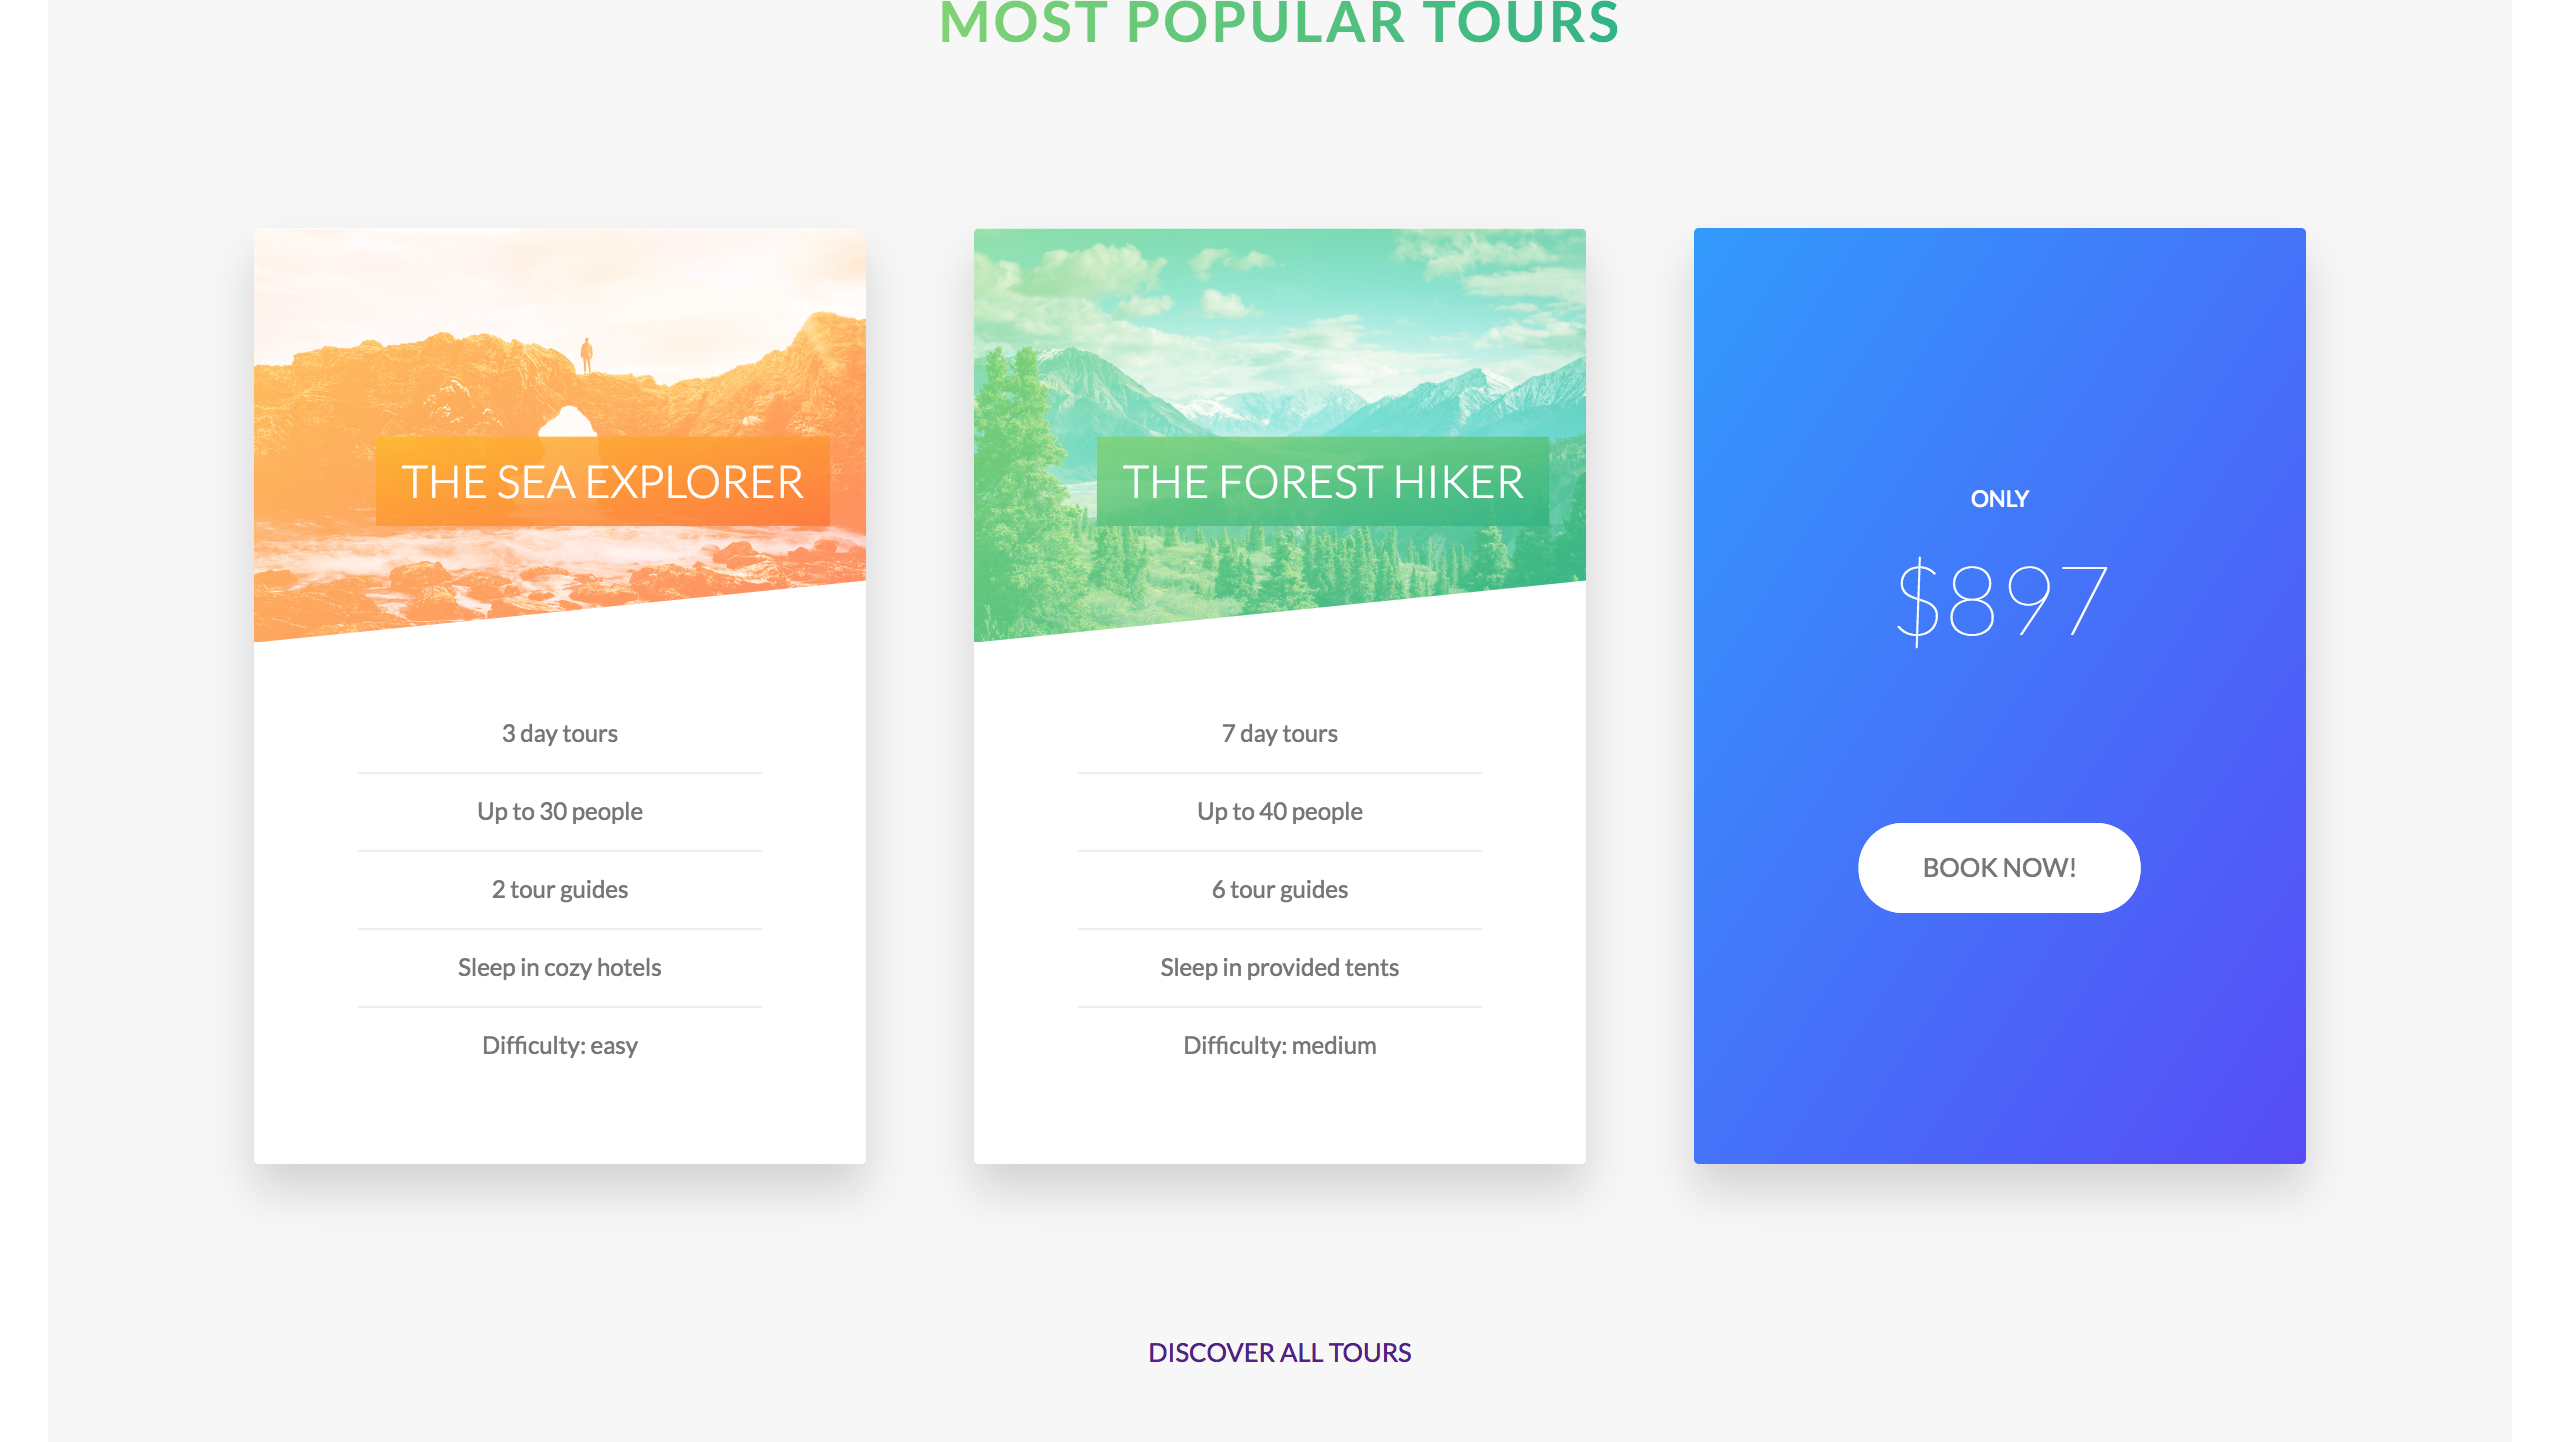 MOST POPULAR TOURS
THE SEA EXPLORER
3 day tours
Up to 30 people
2 tour guides
Sleep in cozy hotels
Difficulty: easy
THE FOREST HIKER
7 day tours
Up to 40 people
6 tour guides
Sleep in provided tents
Difficulty: medium
ONLY
$897
BOOK NOW!
DISCOVER ALL TOURS